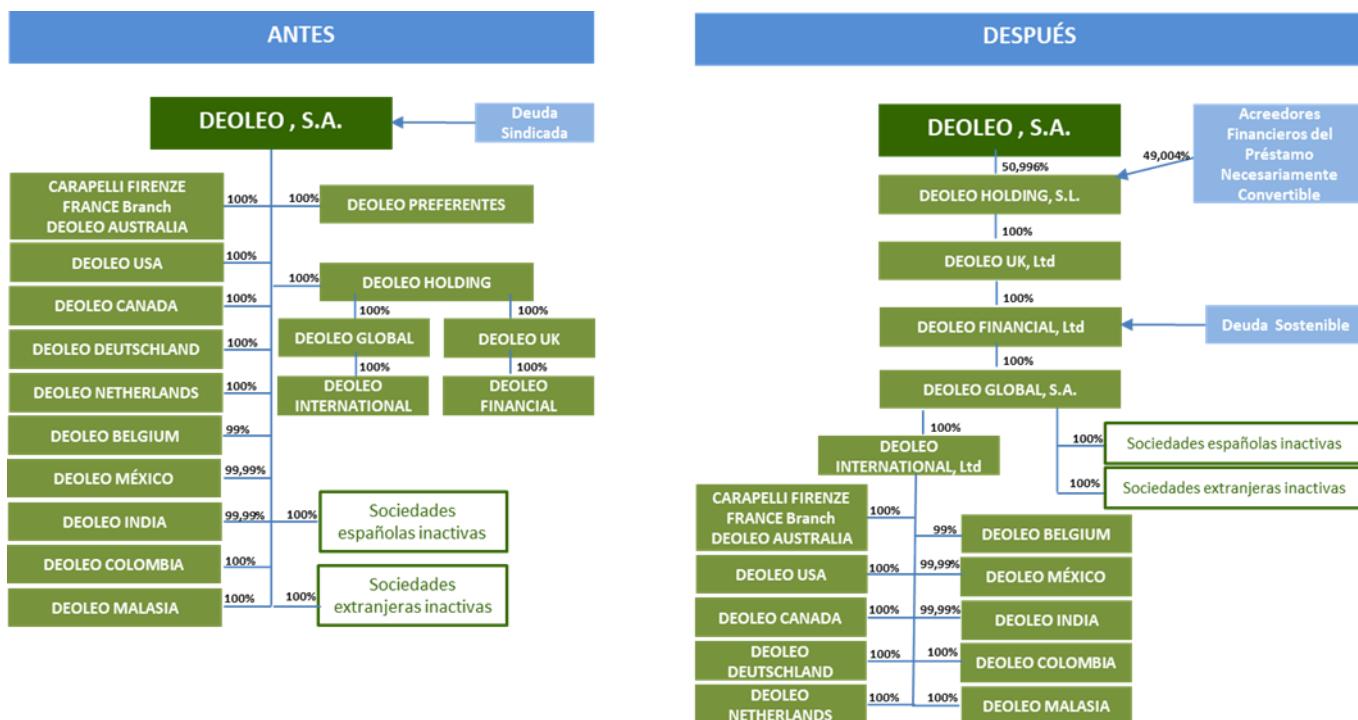 ANTES
DEOLEO , S.A.
Deuda
Sindicada
CARAPELLI FIRENZE
FRANCE Branch
DEOLEO AUSTRALIA
100%
100%
DEOLEO PREFERENTES
DEOLEO USA
100%
100%
DEOLEO HOLDING
DEOLEO CANADA
100%
100%
100%
DEOLEO GLOBAL
DEOLEO UK
DEOLEO DEUTSCHLAND
100%
100%
100%
DEOLEO
INTERNATIONAL
DEOLEO
FINANCIAL
DEOLEO NETHERLANDS
100%
DEOLEO BELGIUM
99%
DEOLEO MÉXICO
99,99%
DEOLEO INDIA
99,99%
100%
Sociedades
españolas inactivas
DEOLEO COLOMBIA
100%
DEOLEO MALASIA
100%
100%
Sociedades
extranjeras inactivas
DESPUÉS
DEOLEO , S.A.
Acreedores
Financieros del
Préstamo
Necesariamente
Convertible
49,004%
50,996%
DEOLEO HOLDING, S.L.
100%
DEOLEO UK, Ltd
100%
DEOLEO FINANCIAL, Ltd
Deuda Sostenible
100%
DEOLEO GLOBAL, S.A.
100%
DEOLEO
INTERNATIONAL, Ltd
100%
Sociedades españolas inactivas
100%
Sociedades extranjeras inactivas
CARAPELLI FIRENZE
FRANCE Branch
DEOLEO AUSTRALIA
100%
99%
DEOLEO BELGIUM
DEOLEO USA
100%
99,99%
DEOLEO MÉXICO
DEOLEO CANADA
100%
99,99%
DEOLEO INDIA
DEOLEO
DEUTSCHLAND
100%
100%
DEOLEO COLOMBIA
DEOLEO
NETHERLANDS
100%
100%
DEOLEO MALASIA